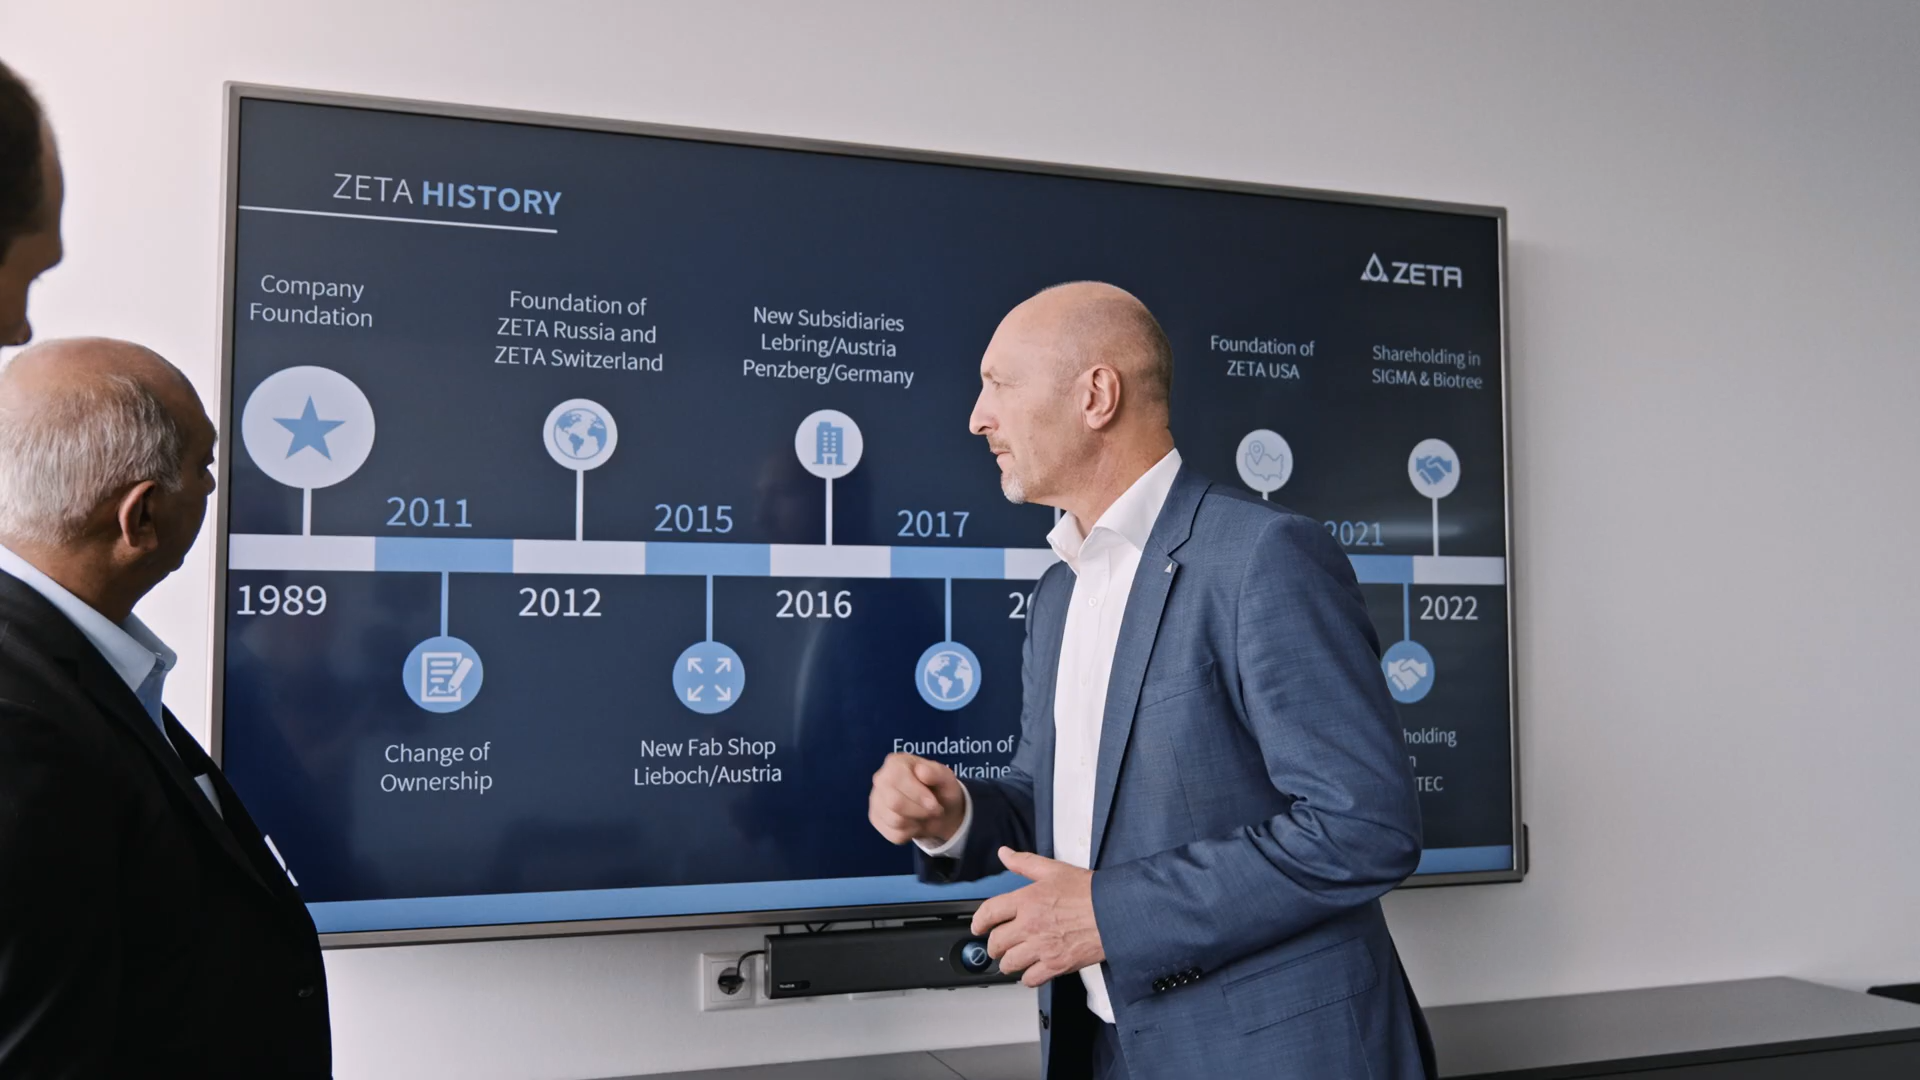 ZETA HISTORY
ZETA
Company
Foundation
Foundation of
ZETA Russia and
ZETA Switzerland
New Subsidiaries
Lebring/Austria
Penzberg/Germany
Foundation of
ZETA USA
Shareholding in
SIGMA & Biotree
2011
2015
2017
2021
1989
2012
2016
2022
Change of
Ownership
New Fab Shop
Lieboch/Austria
Foundation of
Ukraine
holding
TEC